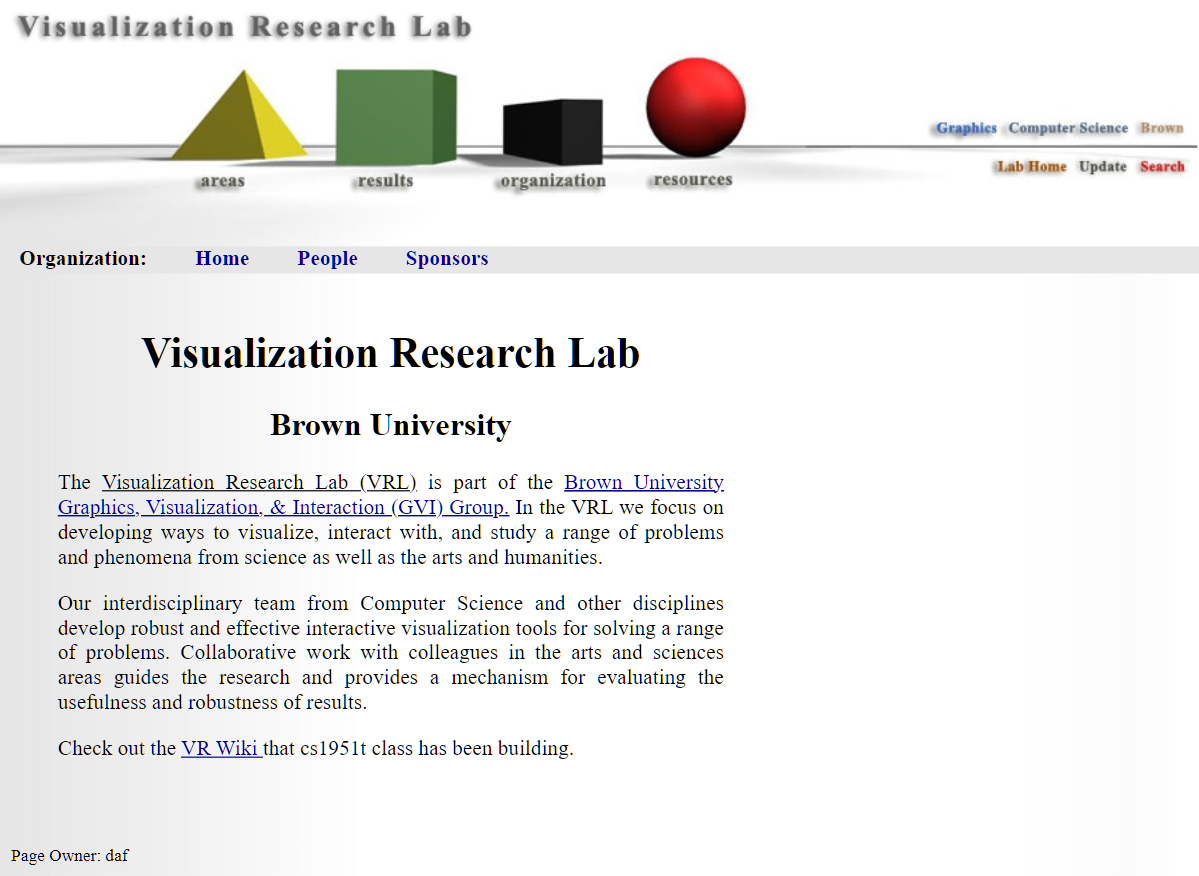 Visualization Research Lab
Graphics Computer Science Brown
areas results organization resources
Lab Home Update Search
Organization: Home People Sponsors
Visualization Research Lab
Brown University
The Visualization Research Lab (VRL) is part of the Brown University
Graphics, Visualization, & Interaction (GVI) Group. In the VRL we focus on
developing ways to visualize, interact with, and study a range of problems
and phenomena from science as well as the arts and humanities.
Our interdisciplinary team from Computer Science and other disciplines
develop robust and effective interactive visualization tools for solving a range
of problems. Collaborative work with colleagues in the arts and sciences
areas guides the research and provides a mechanism for evaluating the
usefulness and robustness of results.
Check out the VR Wiki that cs1951t class has been building.
Page Owner: daf